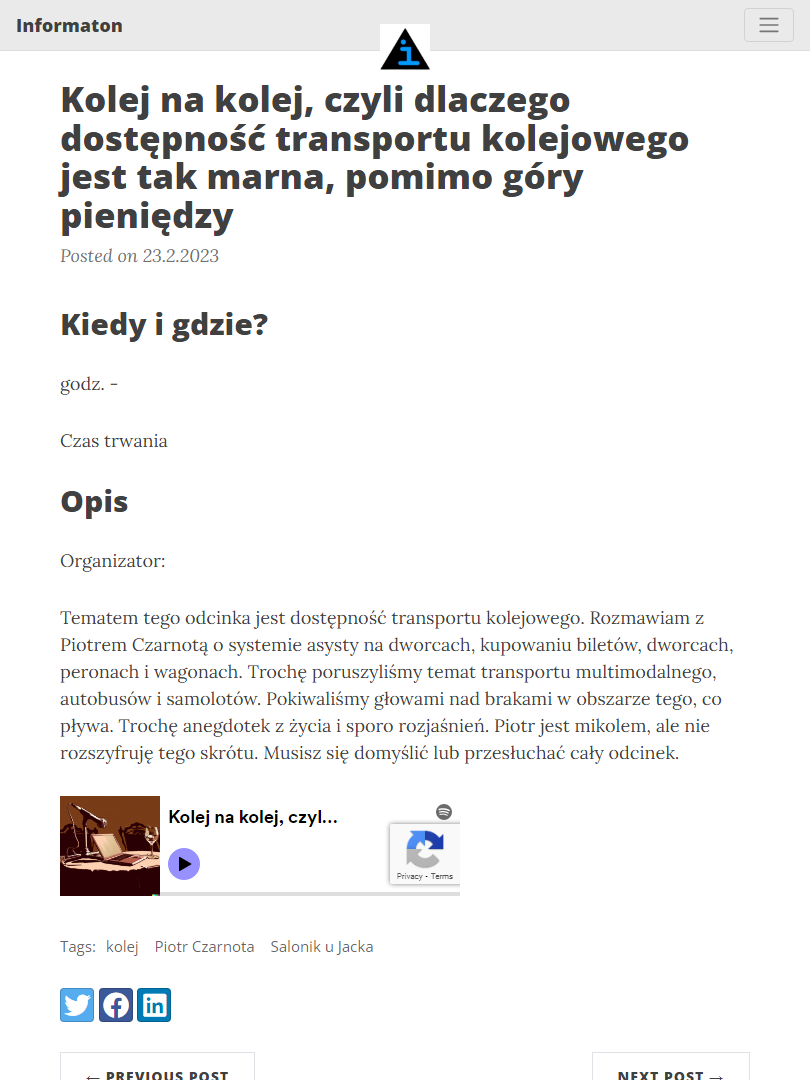 Informaton
i
Kolej na kolej, czyli dlaczego
dostępność transportu kolejowego
jest tak marna, pomimo góry
pieniędzy
Posted on 23.2.2023
Kiedy i gdzie?
godz. -
Czas trwania
Opis
Organizator:
Tematem tego odcinka jest dostępność transportu kolejowego. Rozmawiam z
Piotrem Czarnotą o systemie asysty na dworcach, kupowaniu biletów, dworcach,
peronach i wagonach. Trochę poruszyliśmy temat transportu multimodalnego,
autobusów i samolotów. Pokiwaliśmy głowami nad brakami w obszarze tego, co
pływa. Trochę anegdotek z życia i sporo rozjaśnień. Piotr jest mikolem, ale nie
rozszyfruję tego skrótu. Musisz się domyślić lub przesłuchać cały odcinek.
Kolej na kolej, czyl...
Privacy - Terms
Tags: kolej Piotr Czarnota Salonik u Jacka
in
← PREVIOUS POST
NEXT POST →